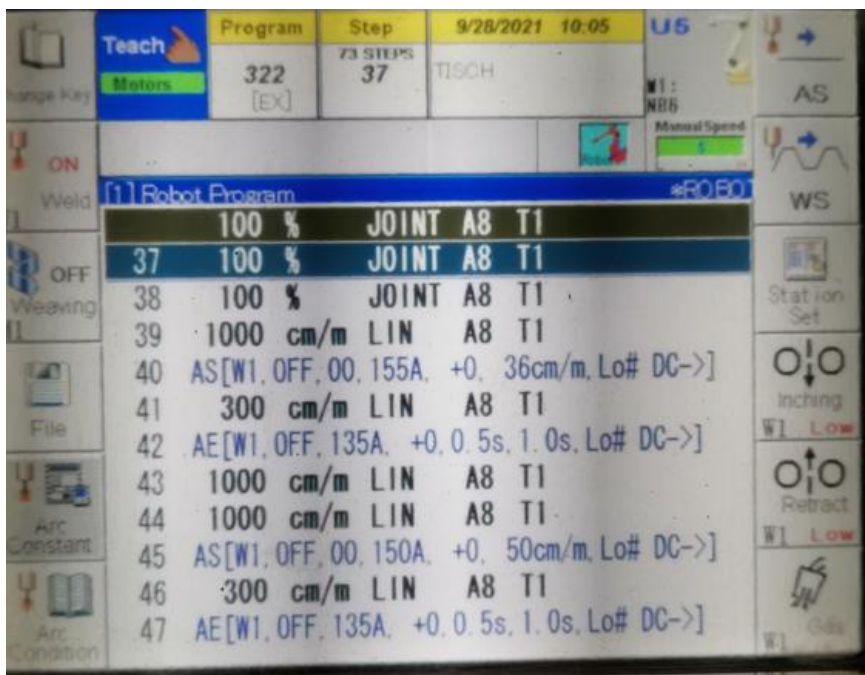 Teach
Motors
Program
322
[EX]
Step
73 STEPS
37
9/28/2021 10:05
TISCH
U5
W1:
NB6
Manual Speed
5
AS
ON
Weld
OFF
Weaving
File
Arc
Constant
Arc
Condition
WS
Station
Set
Inching
W1 Low
Retract
W1 Low
Gas
W1
[1] Robot Program
*ROBOT
100 % JOINT A8 T1
37 100 % JOINT A8 T1
38 100 % JOINT A8 T1
39 1000 cm/m LIN A8 T1
40 AS[W1, OFF, 00, 155A, +0, 36cm/m, Lo# DC->]
41 300 cm/m LIN A8 T1
42 AE[W1, OFF, 135A, +0, 0.5s, 1.0s, Lo# DC->]
43 1000 cm/m LIN A8 T1
44 1000 cm/m LIN A8 T1
45 AS[W1, OFF, 00, 150A, +0, 50cm/m, Lo# DC->]
46 300 cm/m LIN A8 T1
47 AE[W1, OFF, 135A, +0, 0.5s, 1.0s, Lo# DC->]